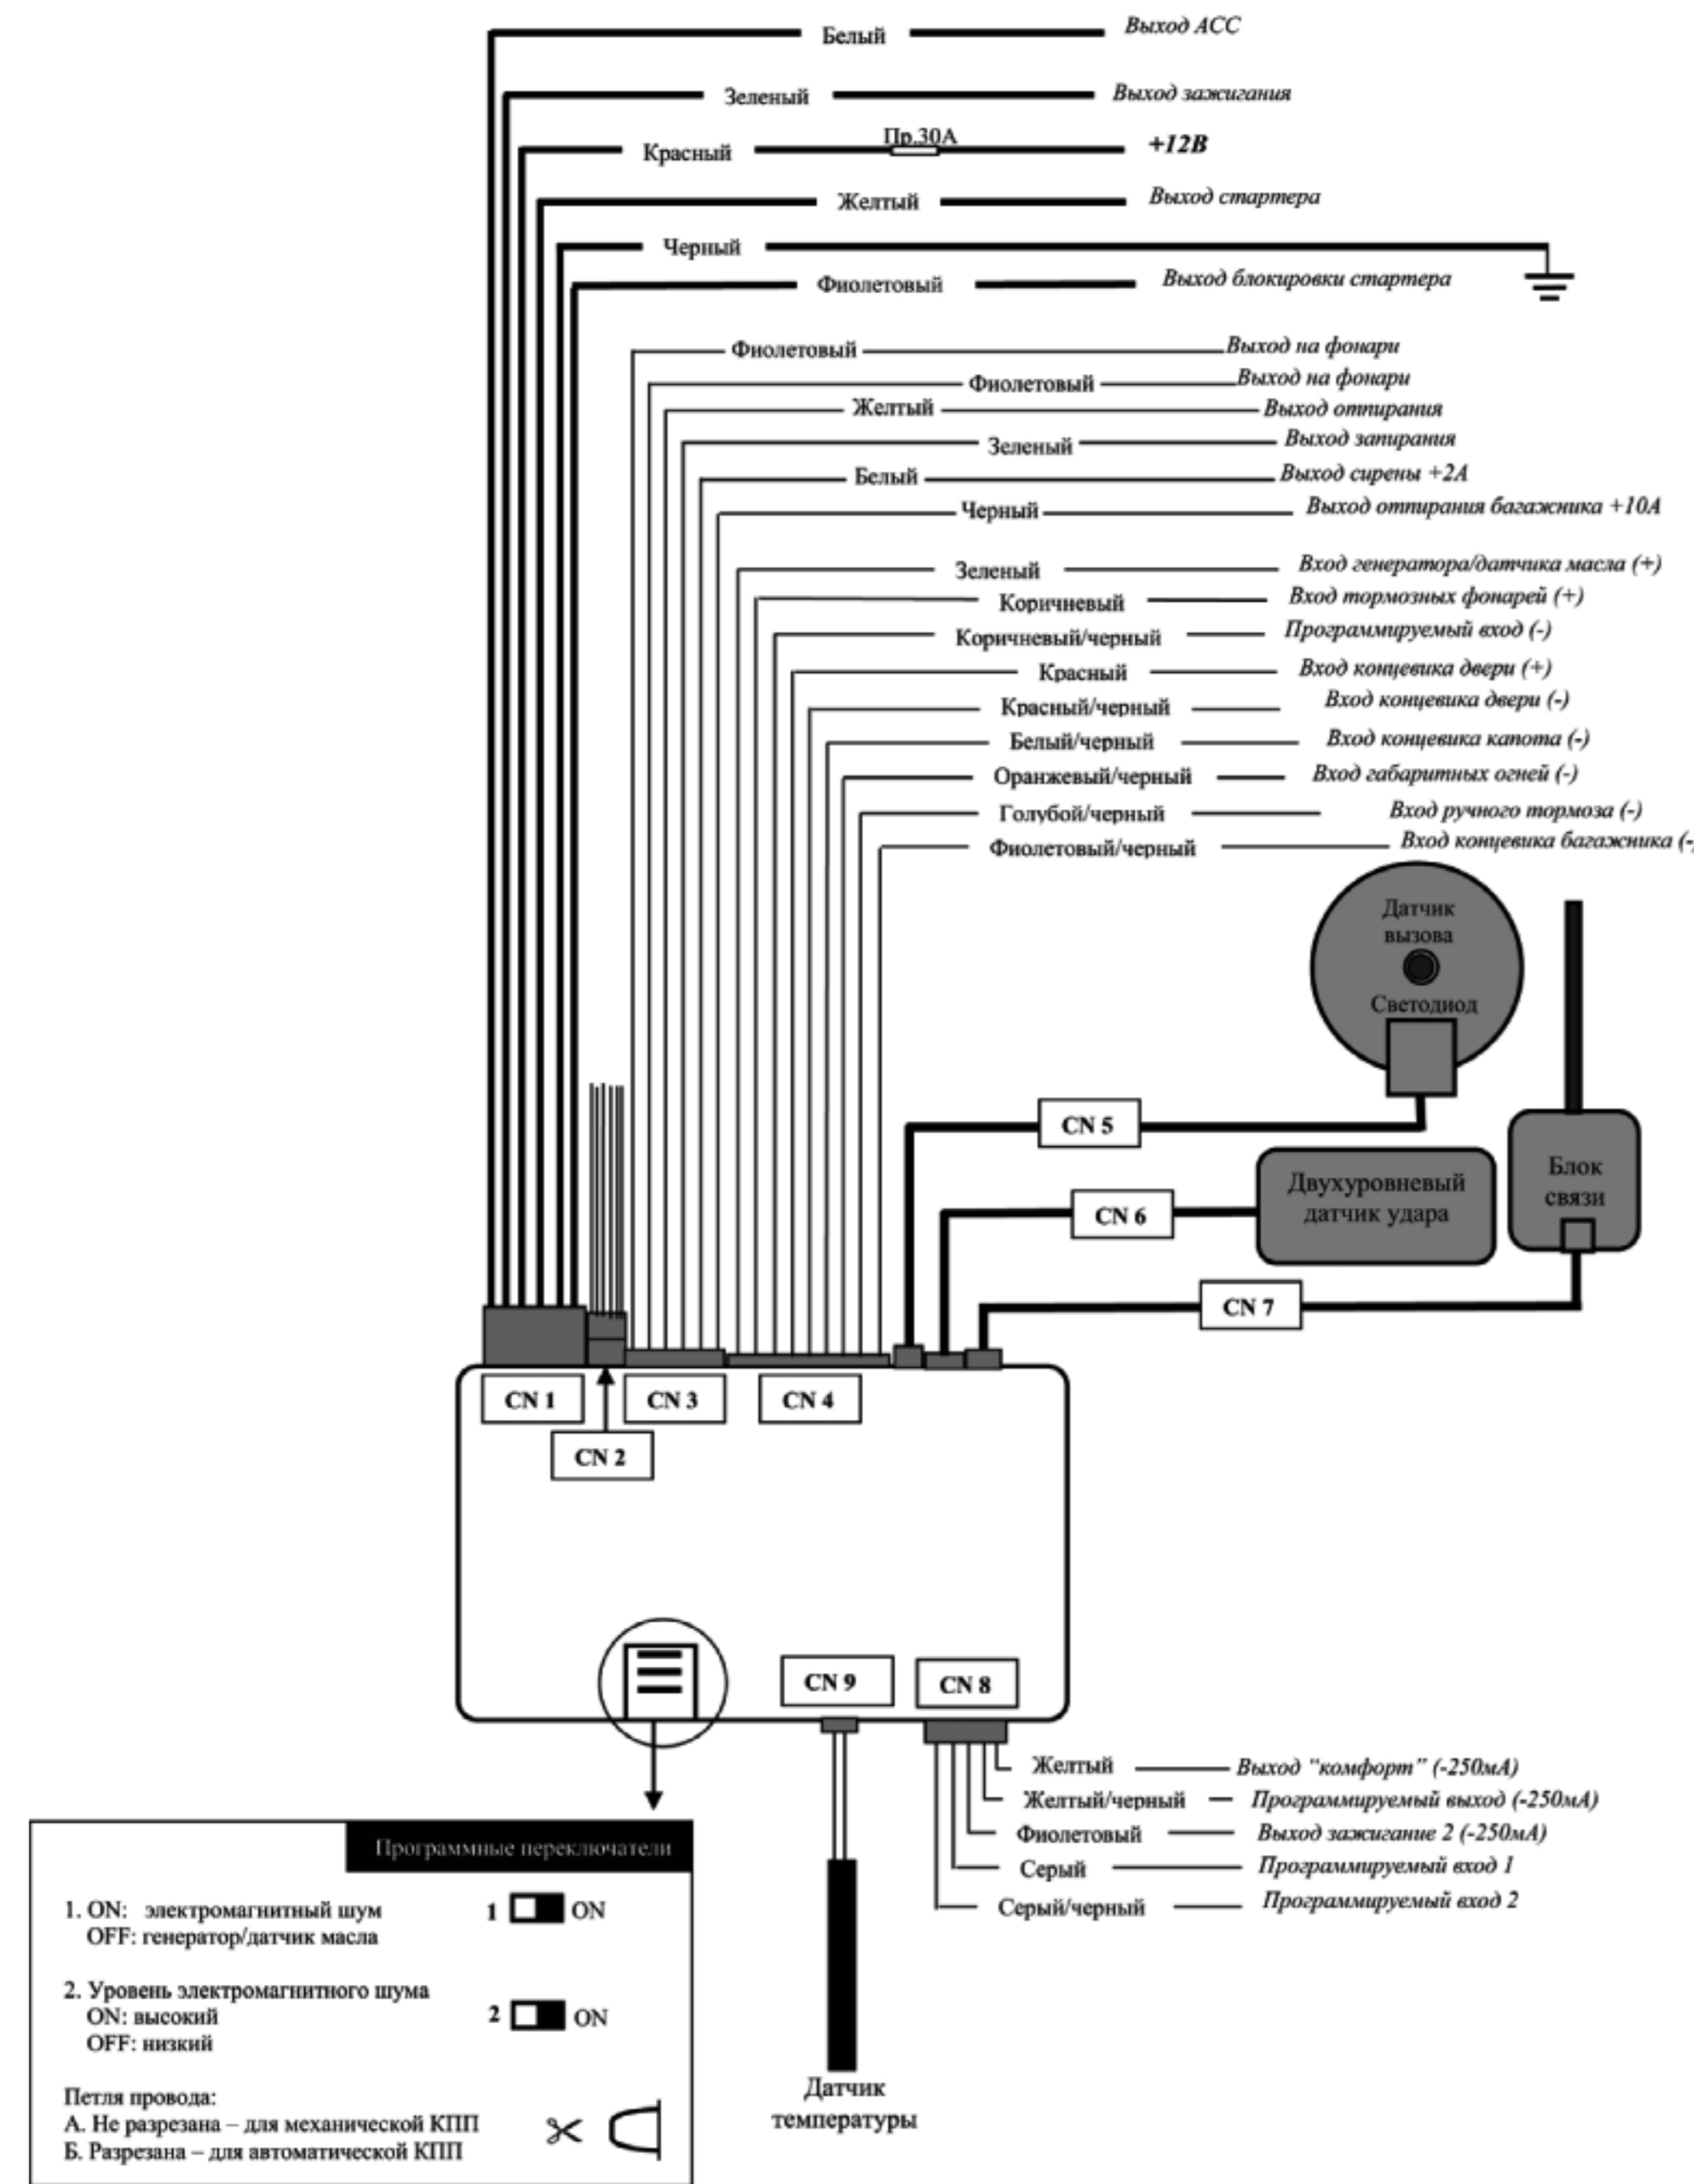 Белый Выход АСС
Зеленый Выход зажигания
Красный Пр.30А +12В
Желтый Выход стартера
Черный
Фиолетовый Выход блокировки стартера
Фиолетовый Выход на фонари
Фиолетовый Выход на фонари
Желтый Выход отпирания
Зеленый Выход запирания
Белый Выход сирены +2А
Черный Выход отпирания багажника +10А
Зеленый Вход генератора/датчика масла (+)
Коричневый Вход тормозных фонарей (+)
Коричневый/черный Программируемый вход (-)
Красный Вход концевика двери (+)
Красный/черный Вход концевика двери (-)
Белый/черный Вход концевика капота (-)
Оранжевый/черный Вход габаритных огней (-)
Голубой/черный Вход ручного тормоза (-)
Фиолетовый/черный Вход концевика багажника (-
Датчик
вызова
Светодиод
CN 5
Двухуровневый
датчик удара
Блок
связи
CN 6
CN 7
CN 1
CN 3
CN 4
CN 2
CN 9
CN 8
Желтый Выход “комфорт” (-250мА)
Желтый/черный Программируемый выход (-250мА)
Фиолетовый Выход зажигание 2 (-250мА)
Серый Программируемый вход 1
Серый/черный Программируемый вход 2
Датчик
температуры
Программные переключатели
1. ON: электромагнитный шум 1 ON
OFF: генератор/датчик масла
2. Уровень электромагнитного шума
ON: высокий 2 ON
OFF: низкий
Петля провода:
А. Не разрезана – для механической КПП
Б. Разрезана – для автоматической КПП